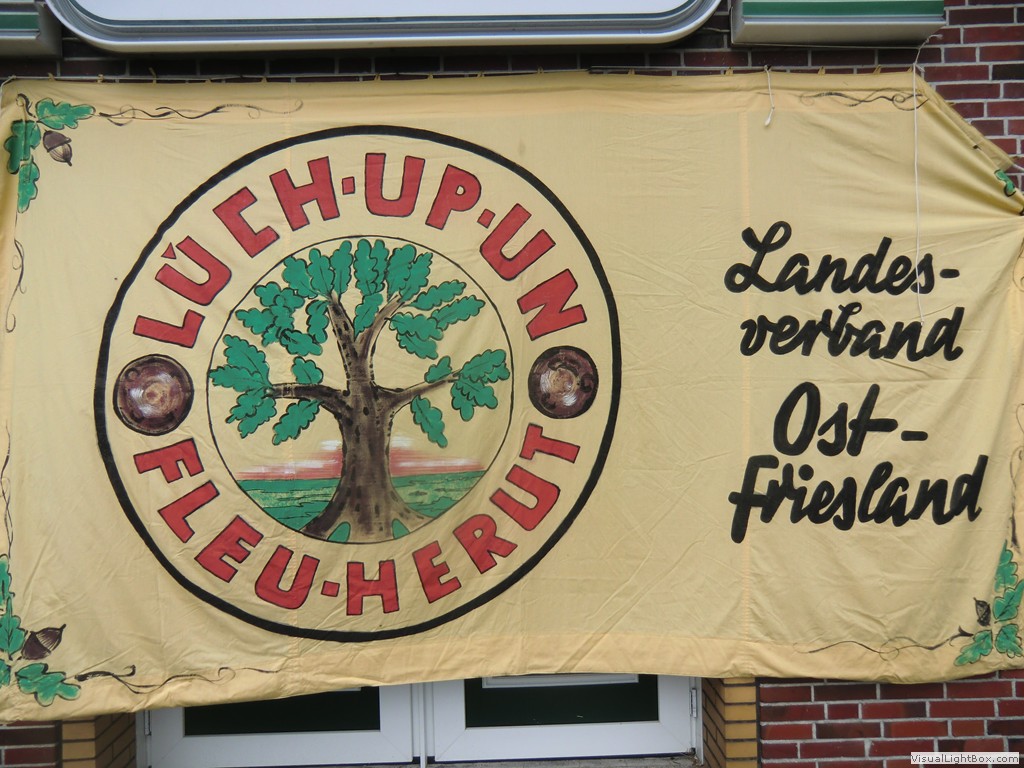 LÜCH·UP·UN
FLEU·HERUT
Landes-
verband
Ost-
Friesland
VisualLightBox.com